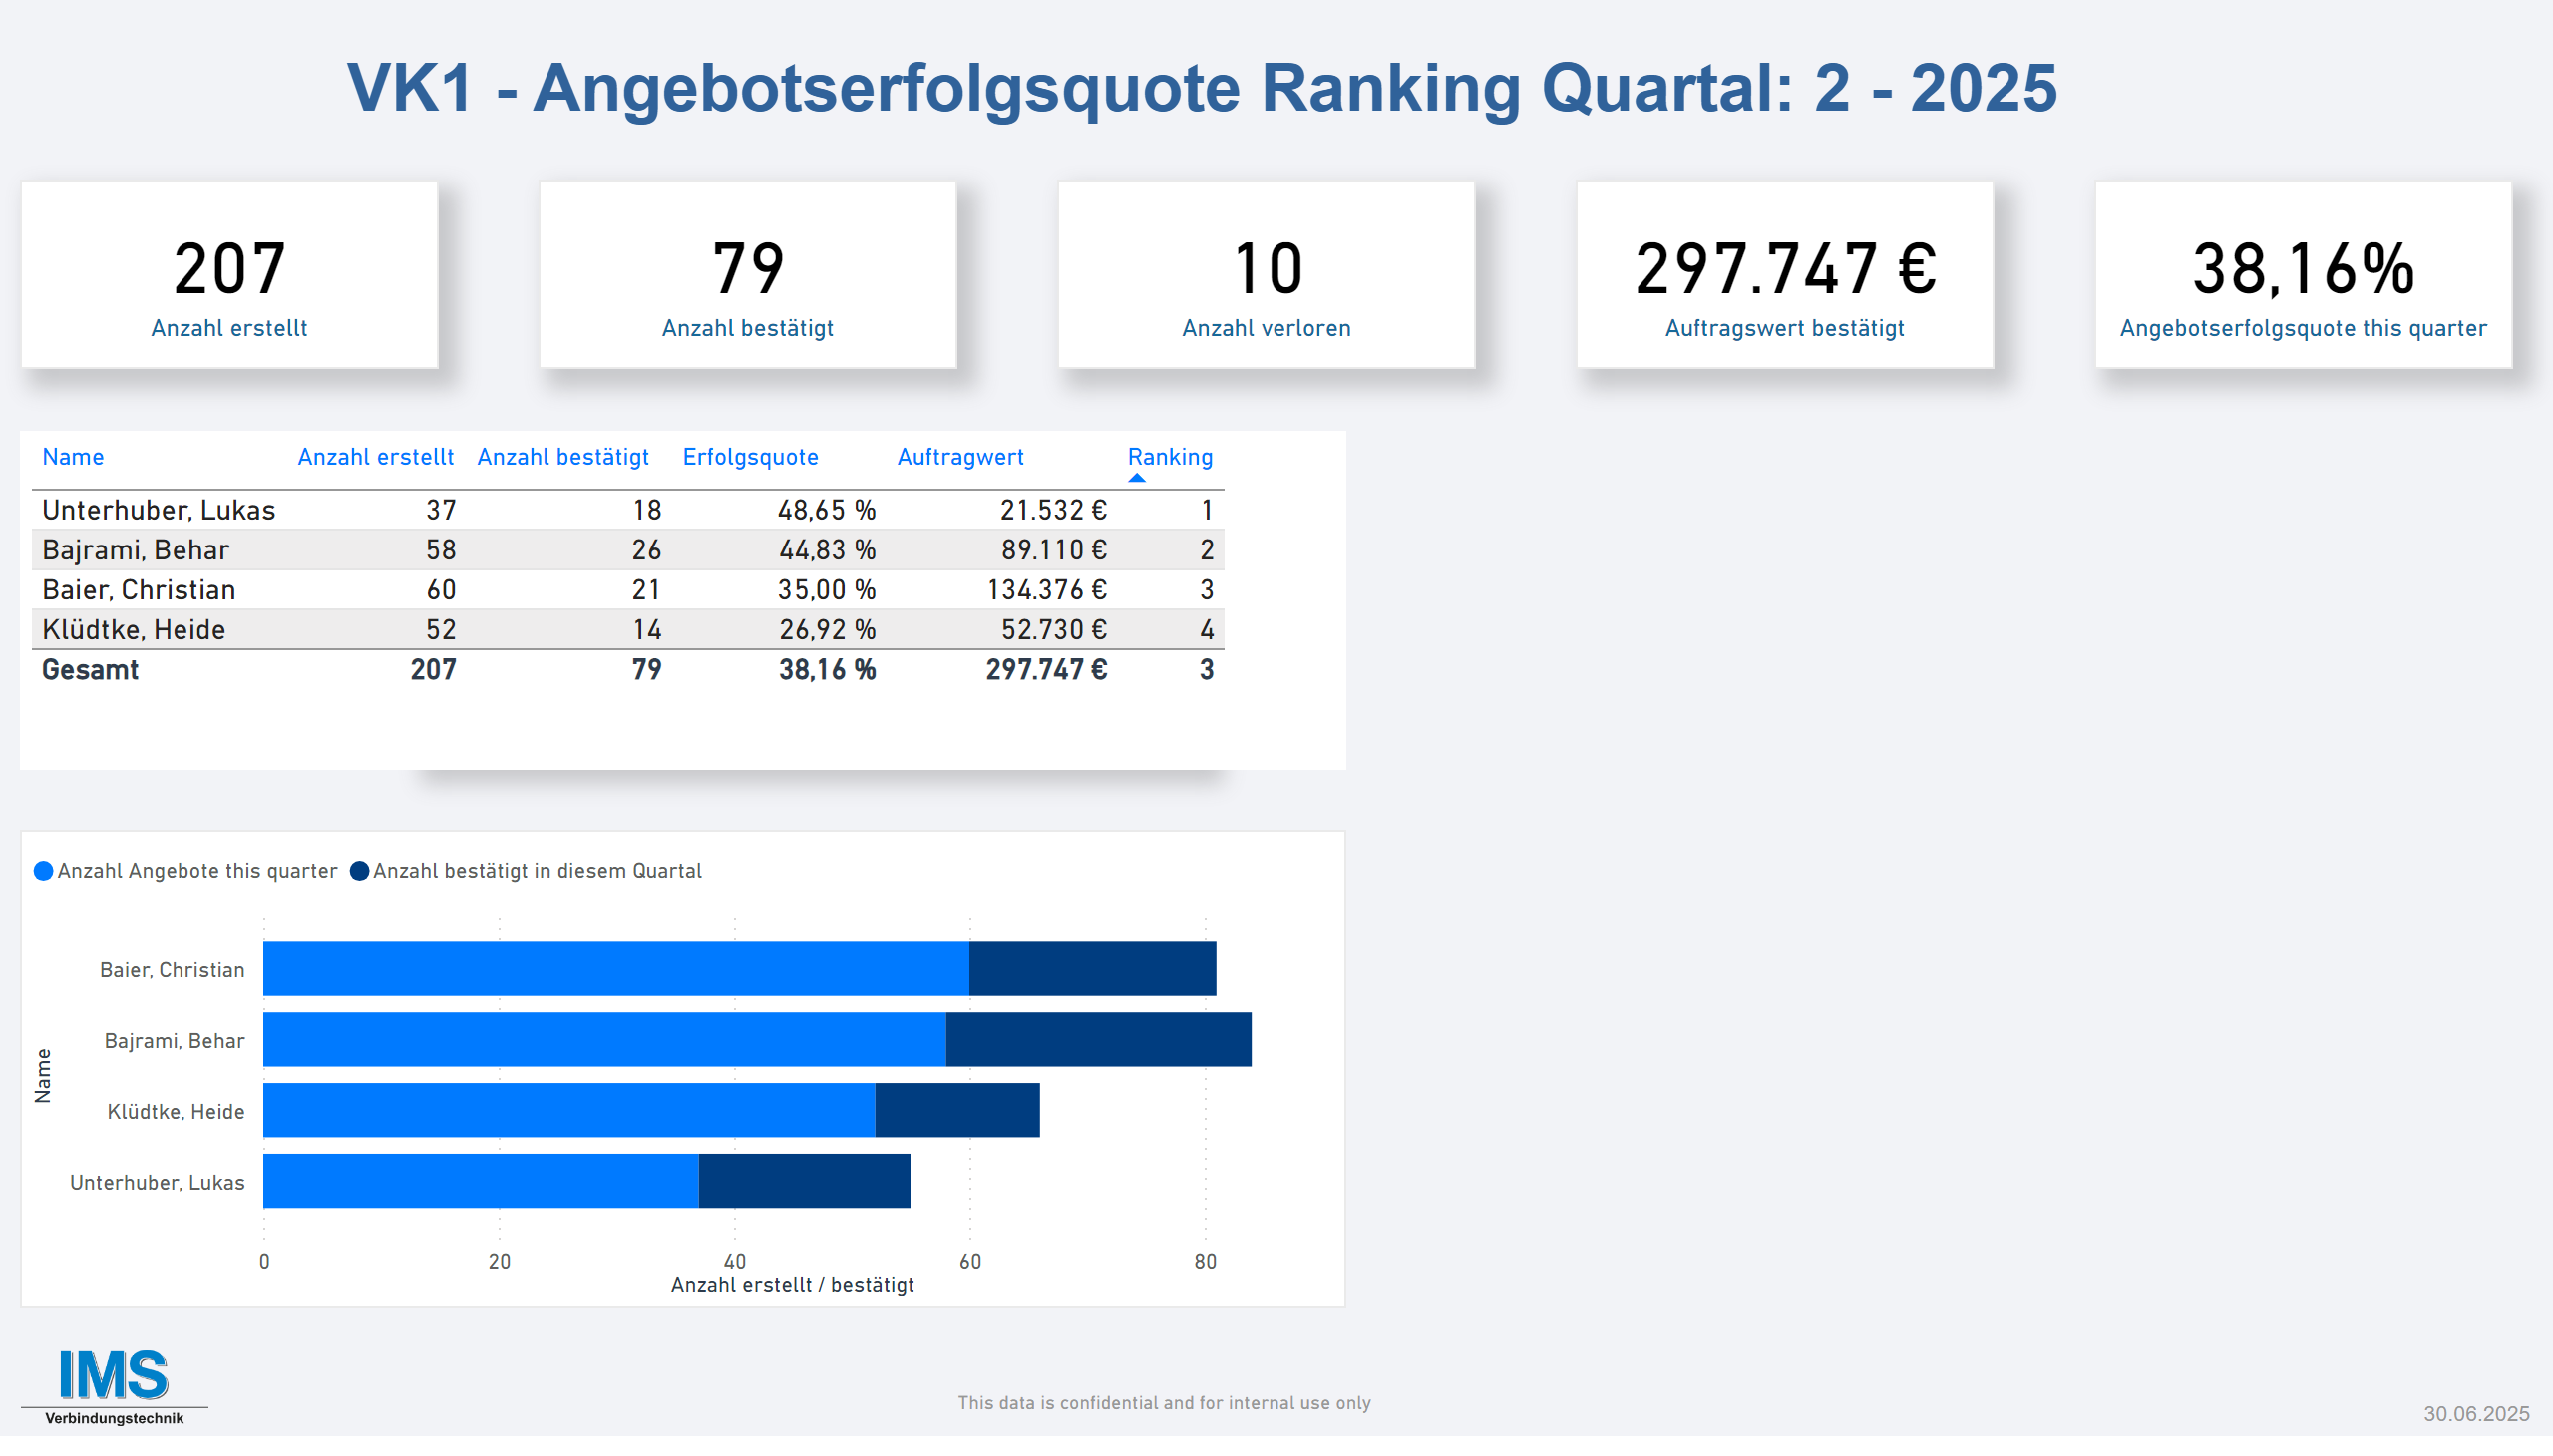 VK1 - Angebotserfolgsquote Ranking Quartal: 2 - 2025
207
Anzahl erstellt
79
Anzahl bestätigt
10
Anzahl verloren
297.747 €
Auftragswert bestätigt
38,16%
Angebotserfolgsquote this quarter
Name Anzahl erstellt Anzahl bestätigt Erfolgsquote Auftragwert Ranking
Unterhuber, Lukas 37 18 48,65 % 21.532 € 1
Bajrami, Behar 58 26 44,83 % 89.110 € 2
Baier, Christian 60 21 35,00 % 134.376 € 3
Klüdtke, Heide 52 14 26,92 % 52.730 € 4
Gesamt 207 79 38,16 % 297.747 € 3
Anzahl Angebote this quarter Anzahl bestätigt in diesem Quartal
Name
Baier, Christian
Bajrami, Behar
Klüdtke, Heide
Unterhuber, Lukas
0 20 40 60 80
Anzahl erstellt / bestätigt
IMS
Verbindungstechnik
This data is confidential and for internal use only
30.06.2025